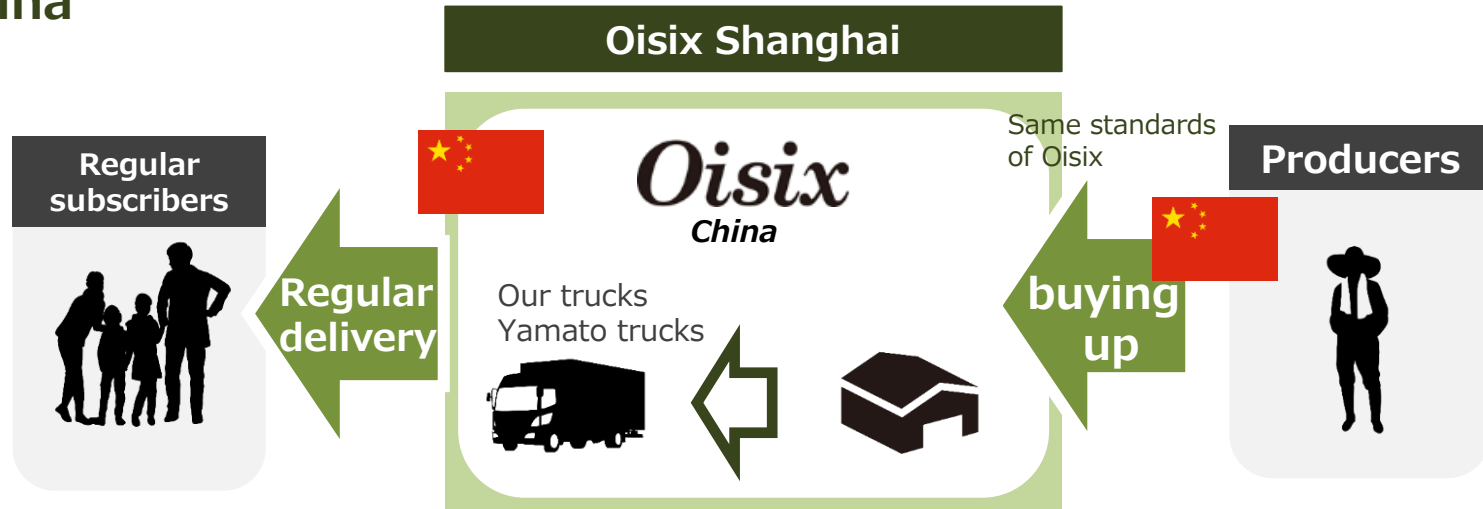 Oisix Shanghai
Regular
subscribers
Regular
delivery
Oisix
China
Our trucks
Yamato trucks
Same standards
of Oisix
buying
up
Producers